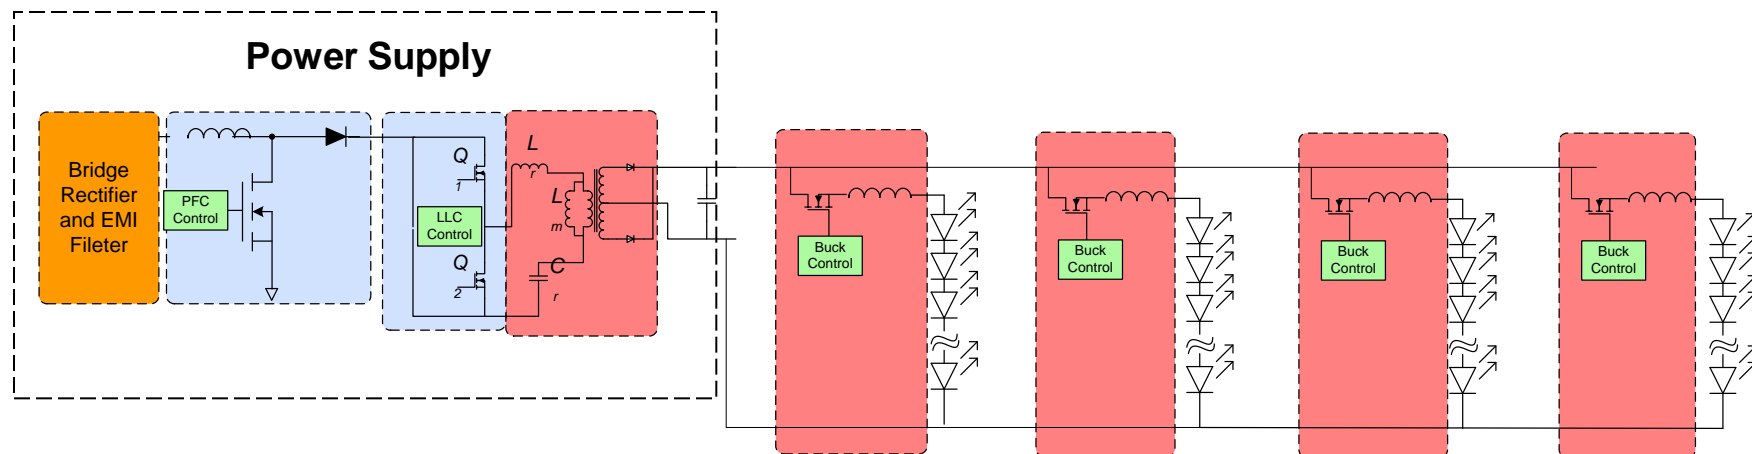 Power Supply
Bridge
Rectifier
and EMI
Fileter
PFC
Control
LLC
Control
Q
1
Q
2
L
r
L
m
C
r
Buck
Control
Buck
Control
Buck
Control
Buck
Control